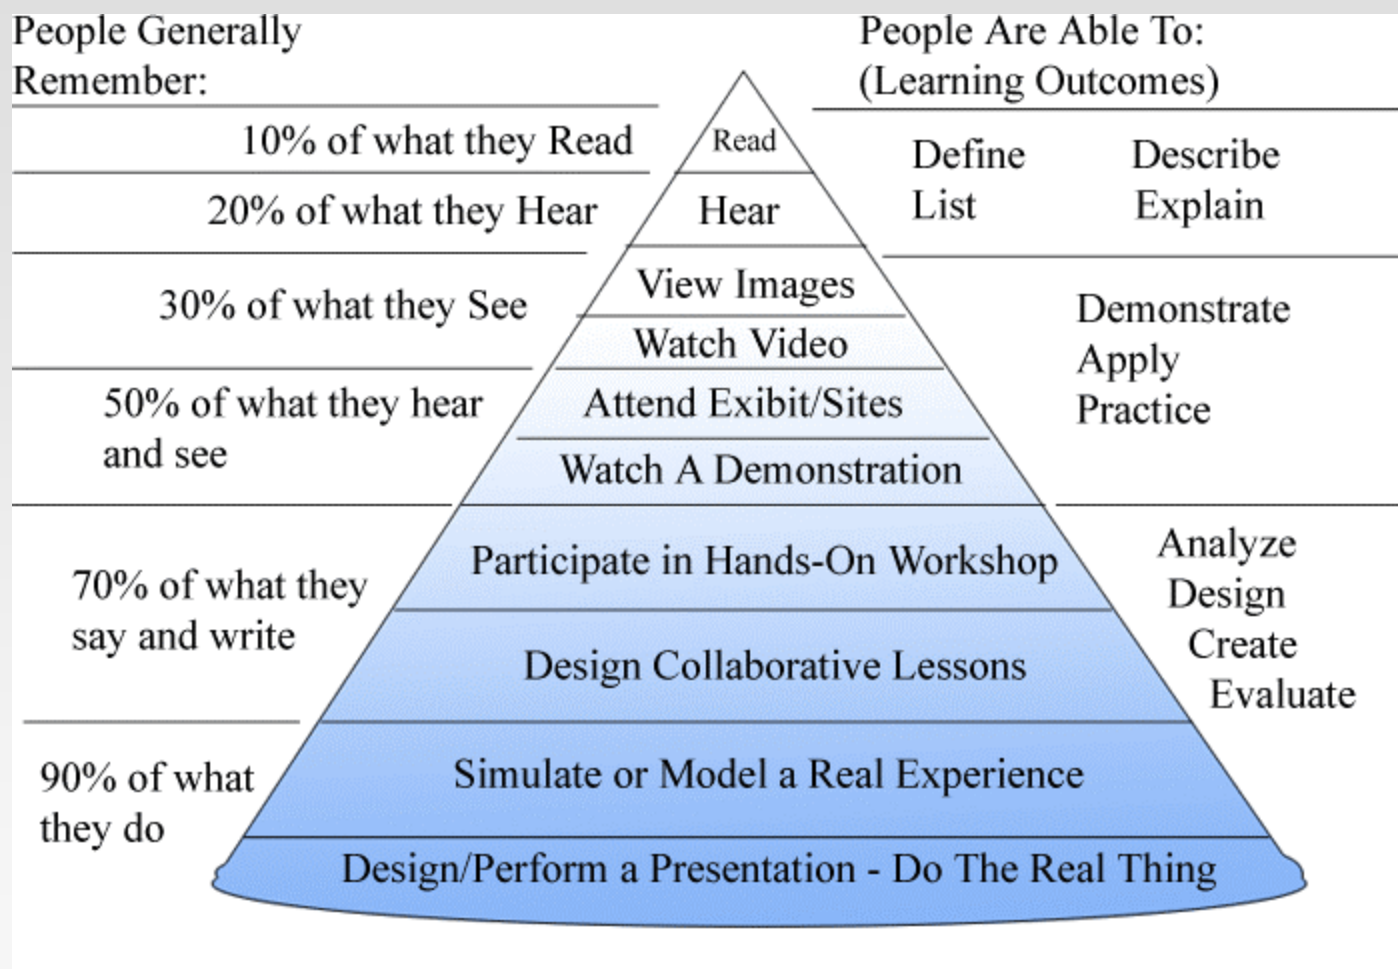 People Generally
Remember:
10% of what they Read
20% of what they Hear
30% of what they See
50% of what they hear
and see
70% of what they
say and write
90% of what
they do
Read
Hear
View Images
Watch Video
Attend Exibit/Sites
Watch A Demonstration
Participate in Hands-On Workshop
Design Collaborative Lessons
Simulate or Model a Real Experience
Design/Perform a Presentation - Do The Real Thing
People Are Able To:
(Learning Outcomes)
Define Describe
List Explain
Demonstrate
Apply
Practice
Analyze
Design
Create
Evaluate